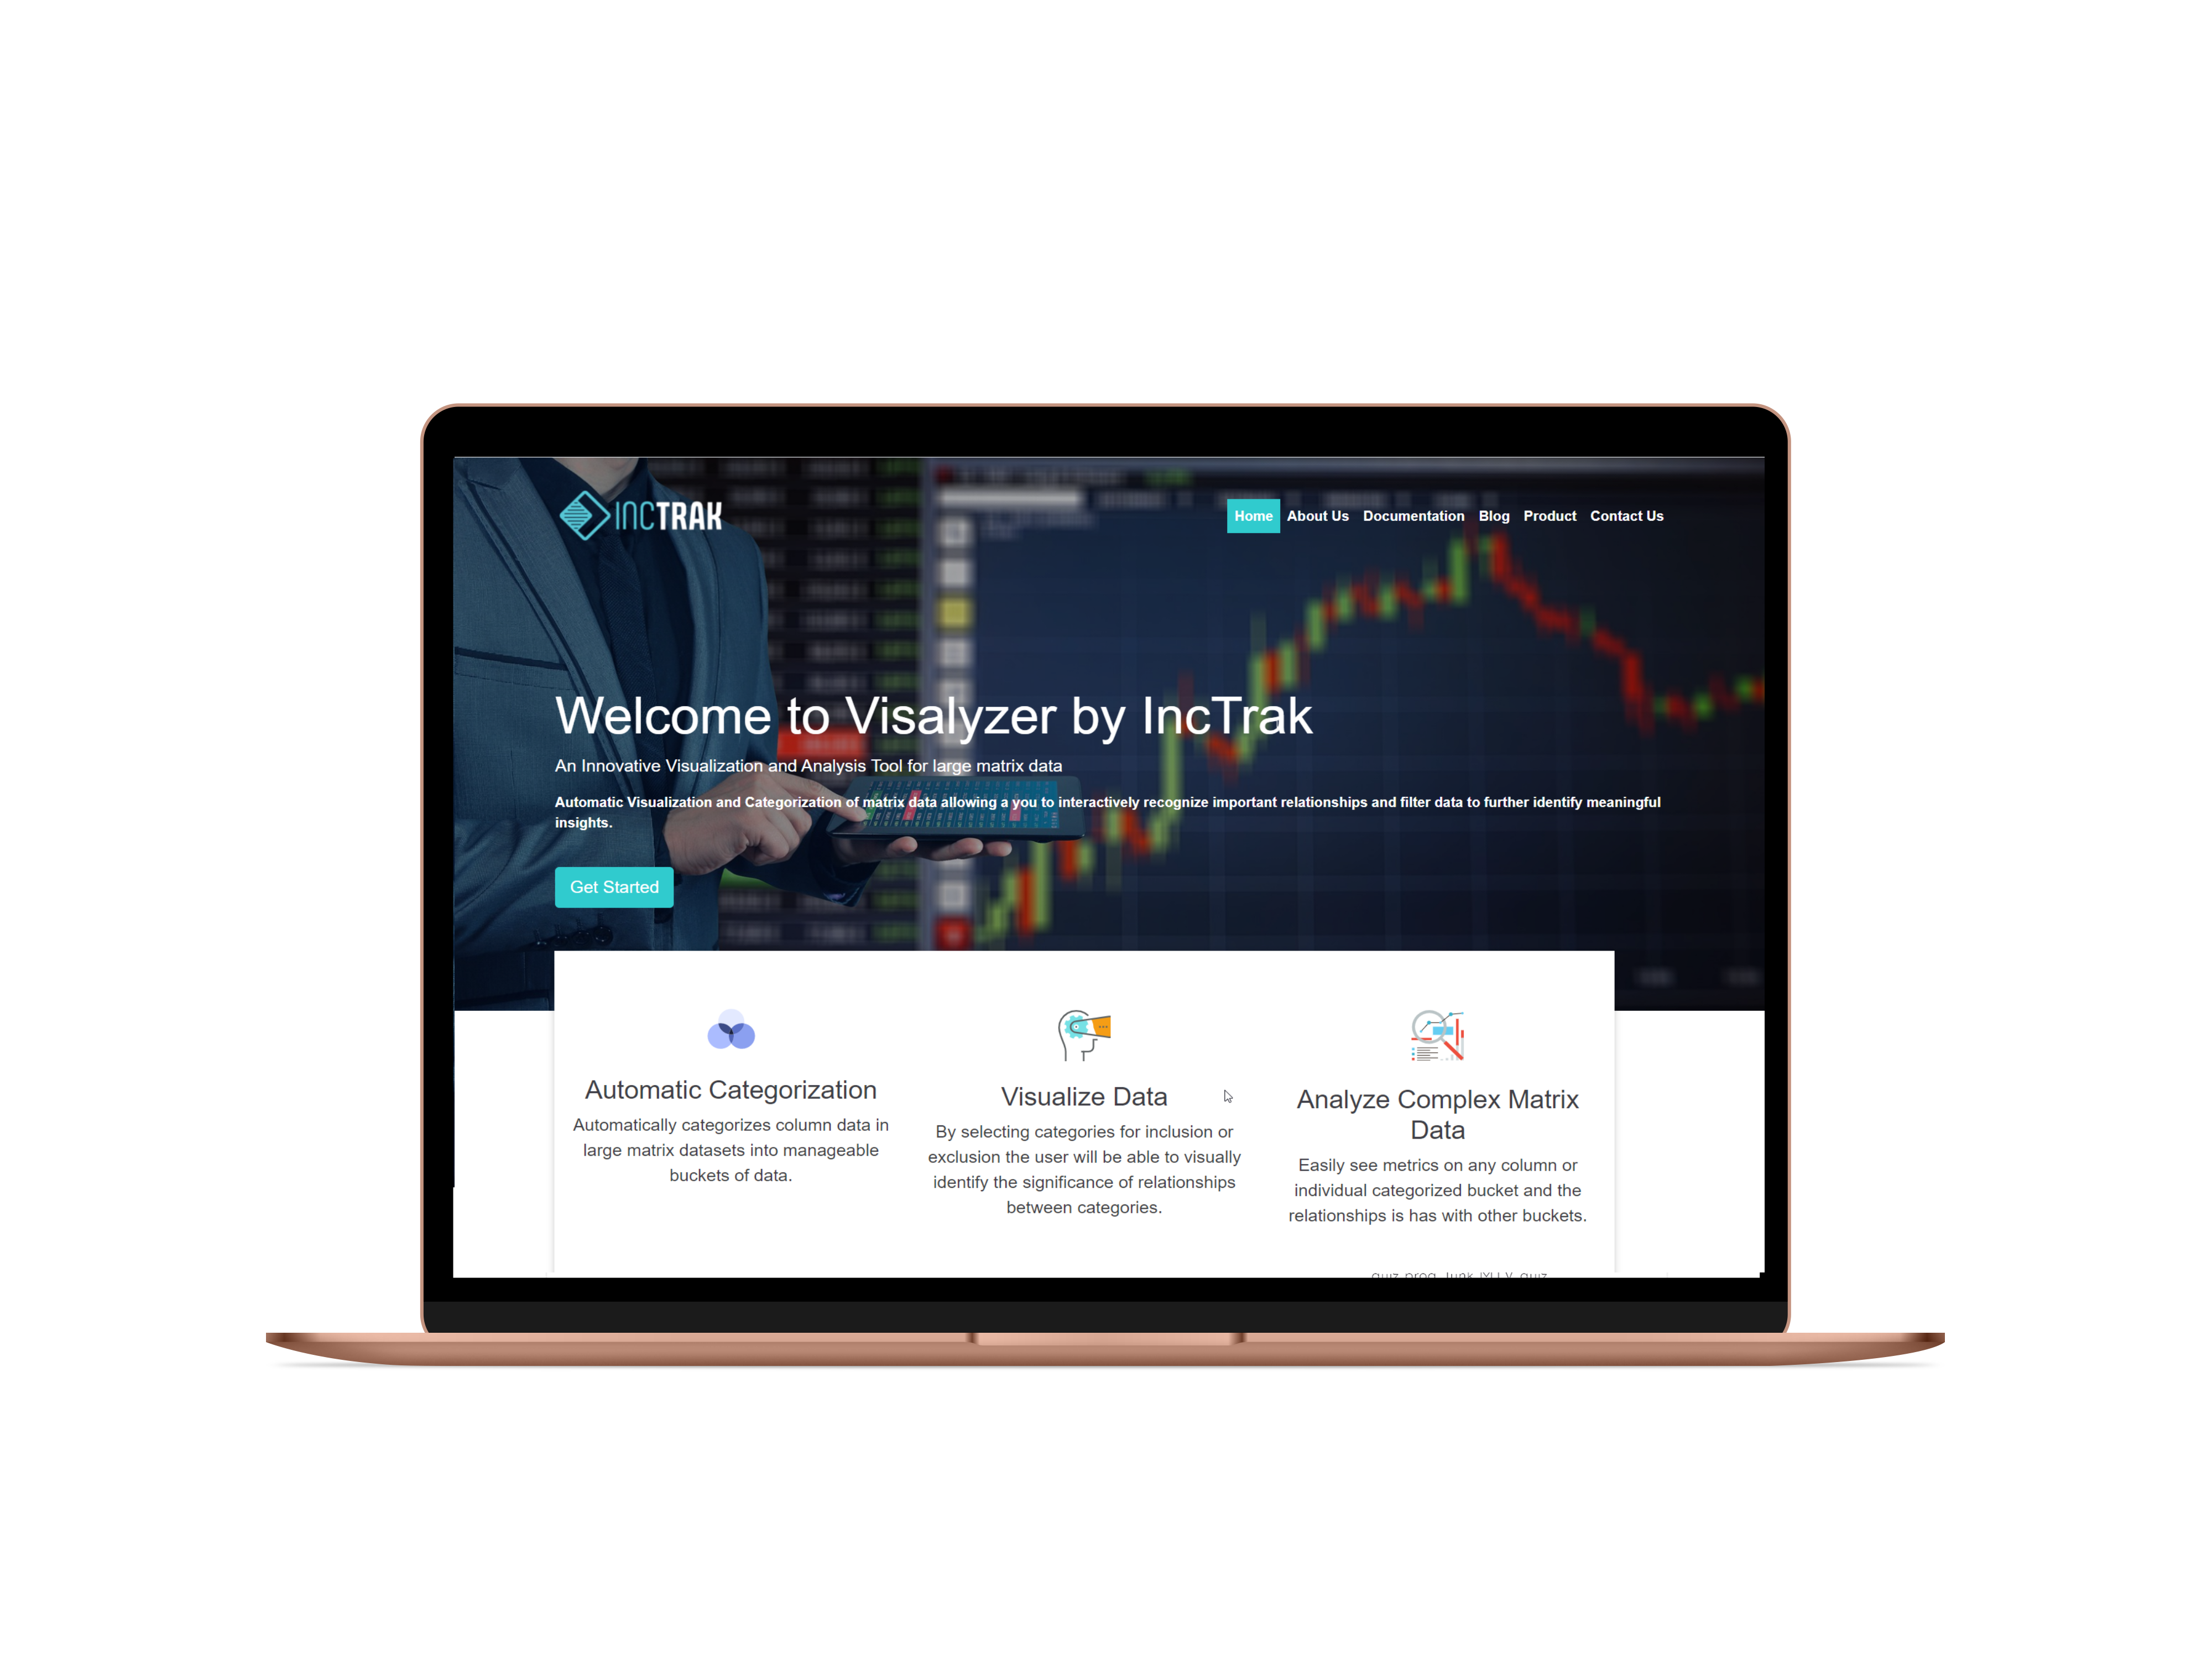 INCTRAK
Home About Us Documentation Blog Product Contact Us
Welcome to Visalyzer by IncTrak
An Innovative Visualization and Analysis Tool for large matrix data
Automatic Visualization and Categorization of matrix data allowing a you to interactively recognize important relationships and filter data to further identify meaningful
insights.
Get Started
Automatic Categorization
Automatically categorizes column data in
large matrix datasets into manageable
buckets of data.
Visualize Data
By selecting categories for inclusion or
exclusion the user will be able to visually
identify the significance of relationships
between categories.
Analyze Complex Matrix
Data
Easily see metrics on any column or
individual categorized bucket and the
relationships is has with other buckets.